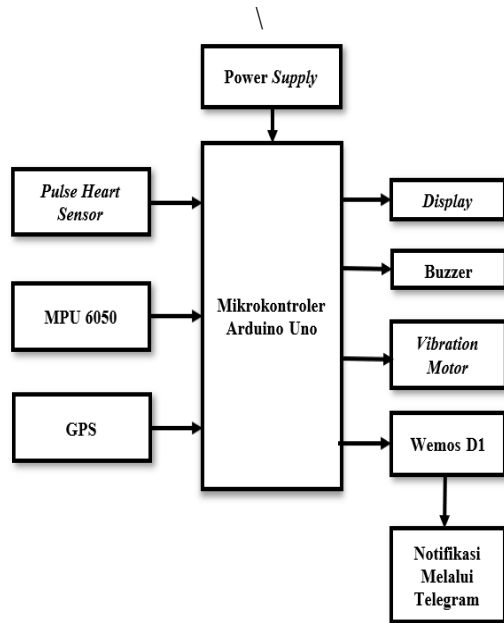 \
Power Supply
Pulse Heart
Sensor
MPU 6050
GPS
Mikrokontroler
Arduino Uno
Display
Buzzer
Vibration
Motor
Wemos D1
Notifikasi
Melalui
Telegram